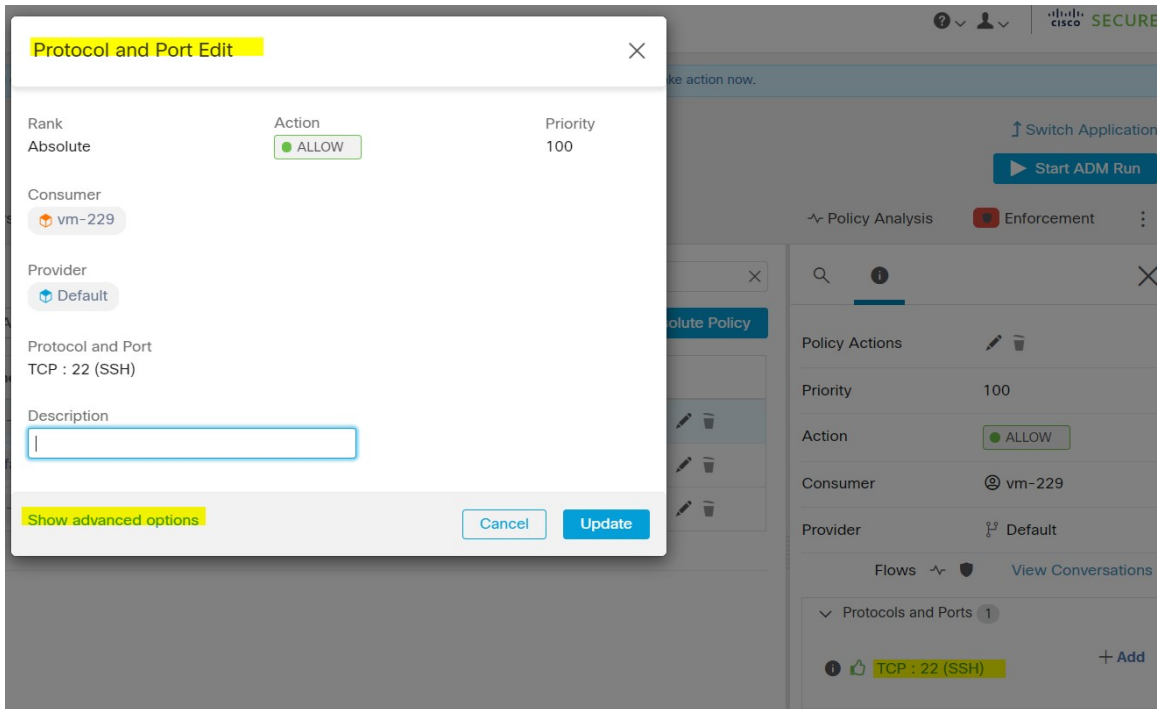 Protocol and Port Edit
CISCO SECURE
ke action now.
Rank
Absolute
Action
ALLOW
Priority
100
Switch Application
Start ADM Run
Consumer
vm-229
Policy Analysis
Enforcement
Provider
Default
olute Policy
Policy Actions
Protocol and Port
TCP : 22 (SSH)
Priority
100
Description
Action
ALLOW
Consumer
vm-229
Show advanced options
Cancel
Update
Provider
Default
Flows
View Conversations
Protocols and Ports 1
+ Add
TCP : 22 (SSH)